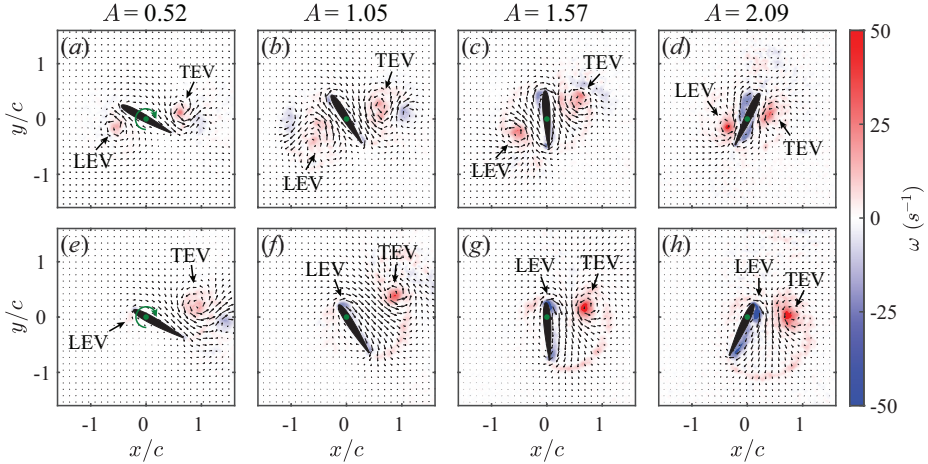 A = 0.52 A = 1.05 A = 1.57 A = 2.09
(a) (b) (c) (d)
TEV TEV TEV
LEV
LEV LEV LEV TEV
1
0
-1
y/c
50
25
0
-25
-50
ω (s⁻¹)
(e) (f) (g) (h)
TEV LEV TEV LEV TEV LEV TEV
LEV
1
0
-1
y/c
-1 0 1 -1 0 1 -1 0 1 -1 0 1
x/c x/c x/c x/c